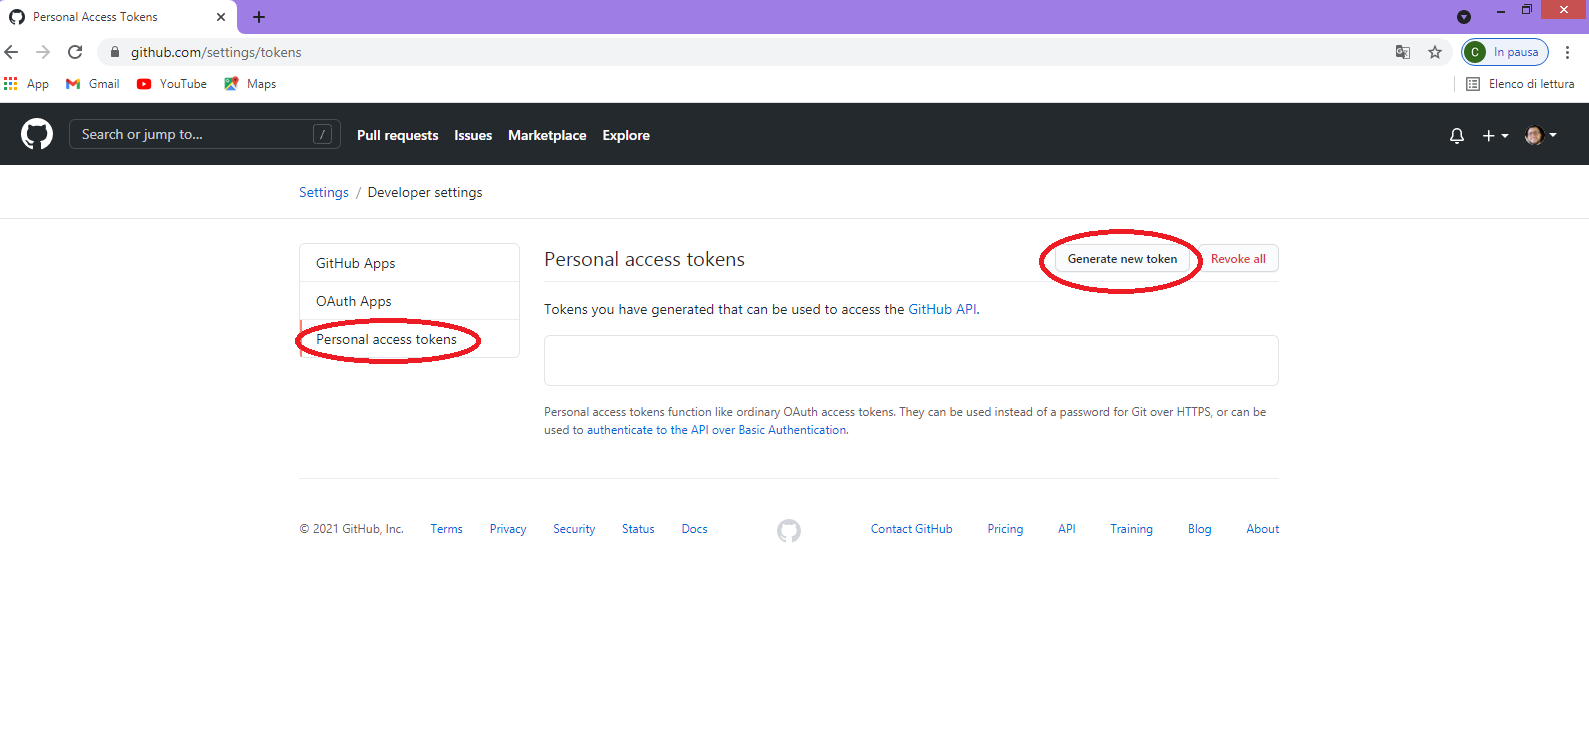 Personal Access Tokens
github.com/settings/tokens
C In pausa
App Gmail YouTube Maps Elenco di lettura
Search or jump to... / Pull requests Issues Marketplace Explore
Settings / Developer settings
GitHub Apps
OAuth Apps
Personal access tokens
Personal access tokens Generate new token Revoke all
Tokens you have generated that can be used to access the GitHub API.
Personal access tokens function like ordinary OAuth access tokens. They can be used instead of a password for Git over HTTPS, or can be
used to authenticate to the API over Basic Authentication.
© 2021 GitHub, Inc. Terms Privacy Security Status Docs Contact GitHub Pricing API Training Blog About